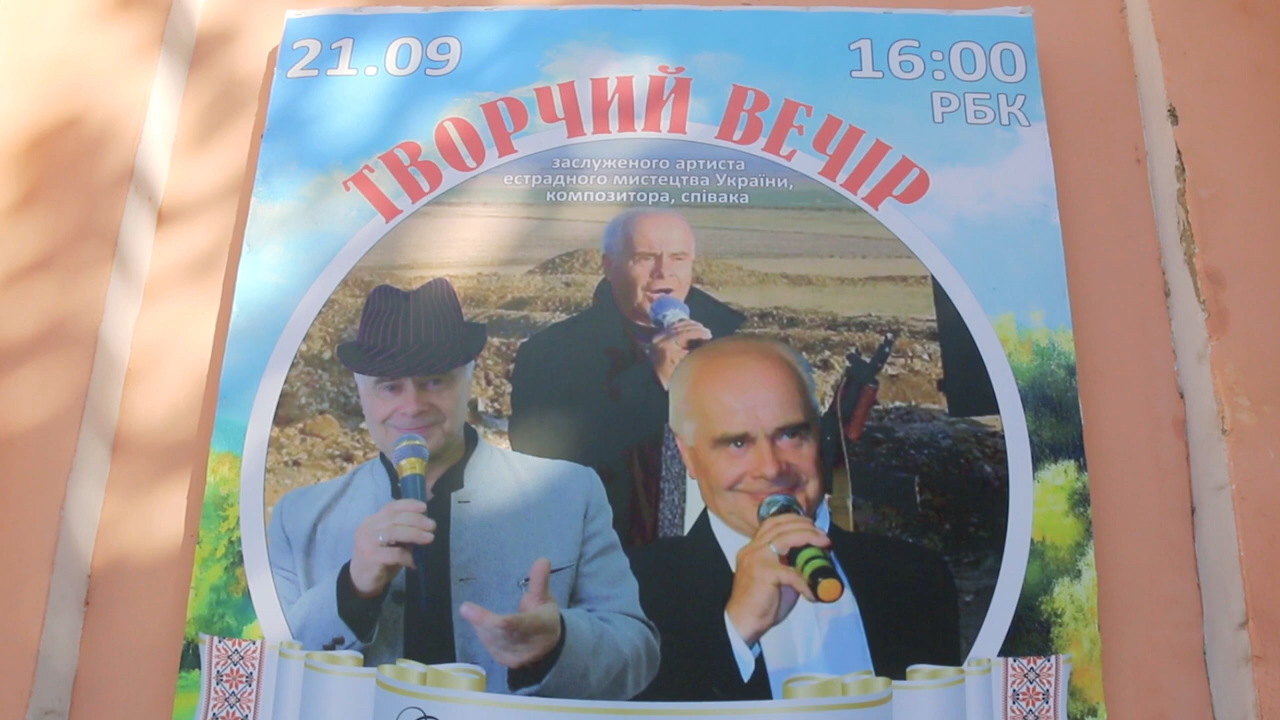 21.09
16:00
РБК
ТВОРЧИЙ ВЕЧІР
заслуженого артиста
естрадного мистецтва України,
композитора, співака